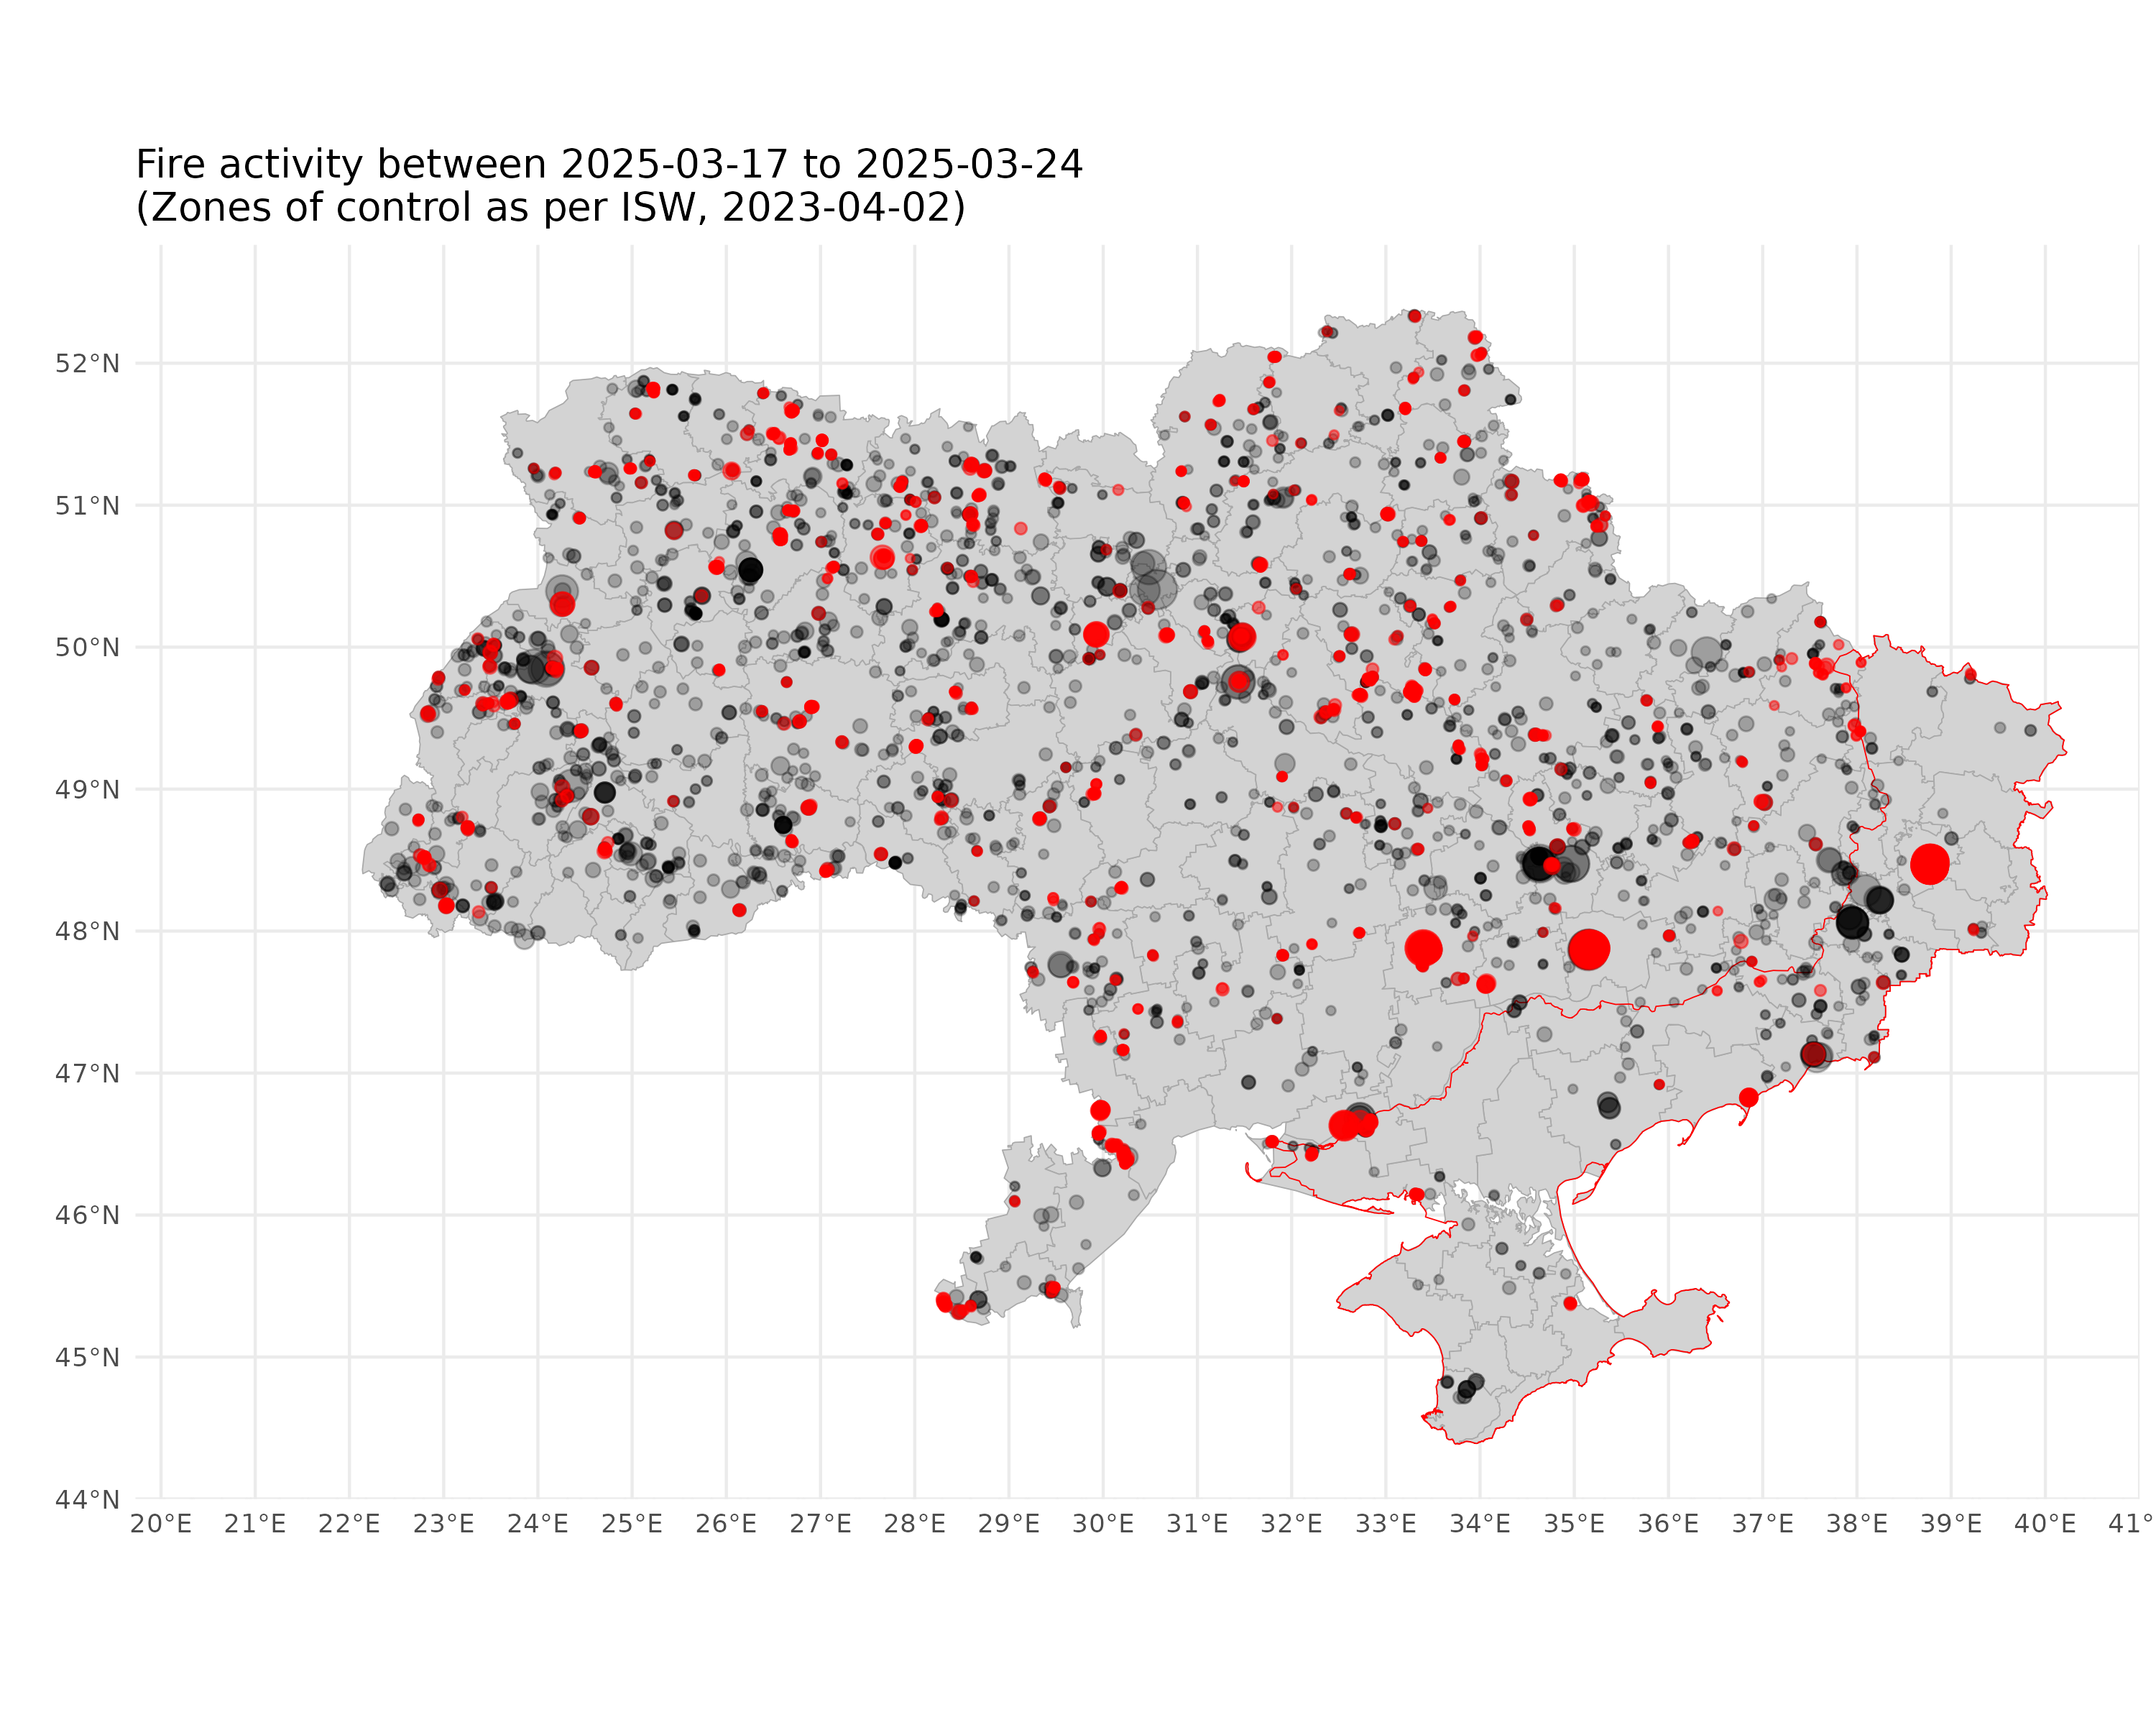 Fire activity between 2025-03-17 to 2025-03-24
(Zones of control as per ISW, 2023-04-02)
52°N
51°N
50°N
49°N
48°N
47°N
46°N
45°N
44°N
20°E 21°E 22°E 23°E 24°E 25°E 26°E 27°E 28°E 29°E 30°E 31°E 32°E 33°E 34°E 35°E 36°E 37°E 38°E 39°E 40°E 41°